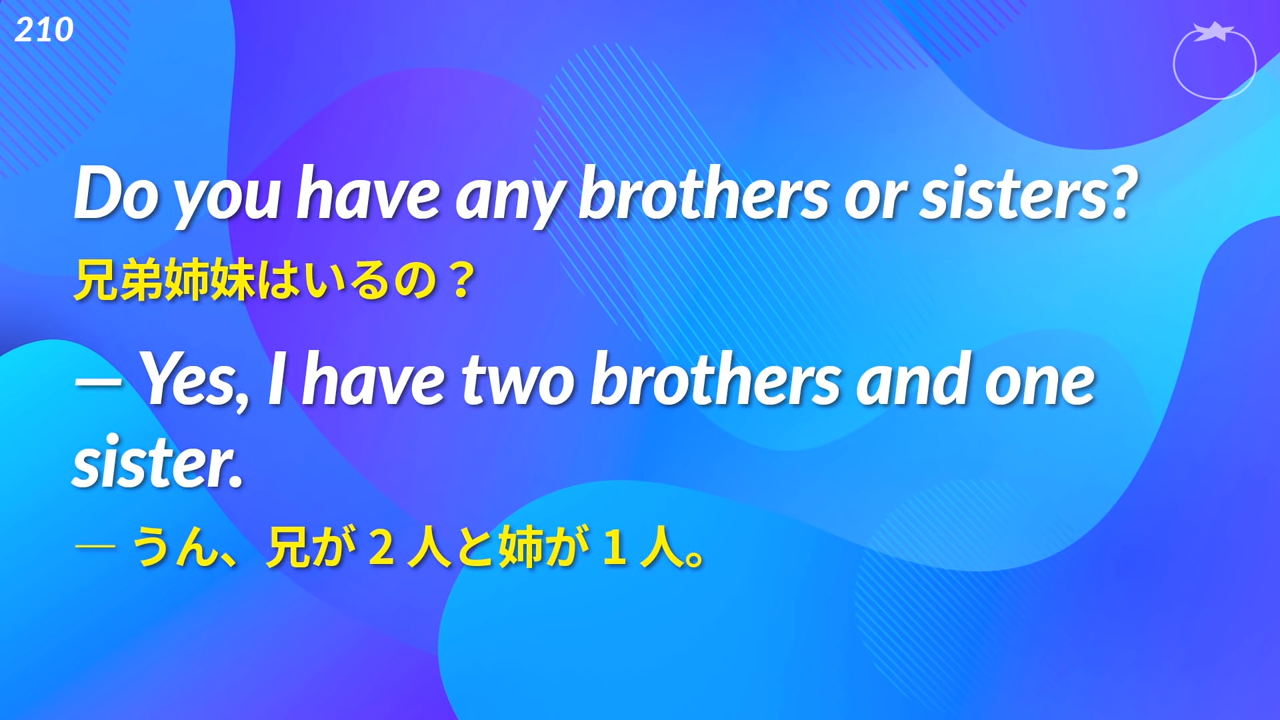 210
Do you have any brothers or sisters?
兄弟姉妹はいるの？
— Yes, I have two brothers and one
sister.
— うん、兄が 2 人と姉が 1 人。